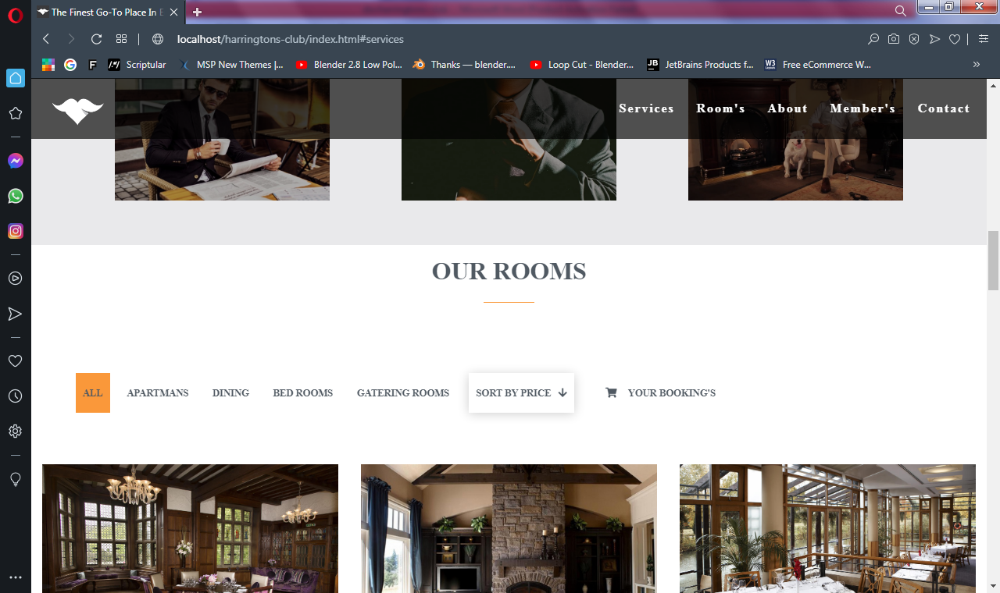 The Finest Go-To Place In E
localhost/harringtons-club/index.html#services
F
Scriptular
MSP New Themes |...
Blender 2.8 Low Pol...
Thanks — blender....
Loop Cut - Blender...
JB
JetBrains Products f...
W3
Free eCommerce W...
Services
Room's
About
Member's
Contact
OUR ROOMS
ALL
APARTMANS
DINING
BED ROOMS
GATERING ROOMS
SORT BY PRICE
YOUR BOOKING'S